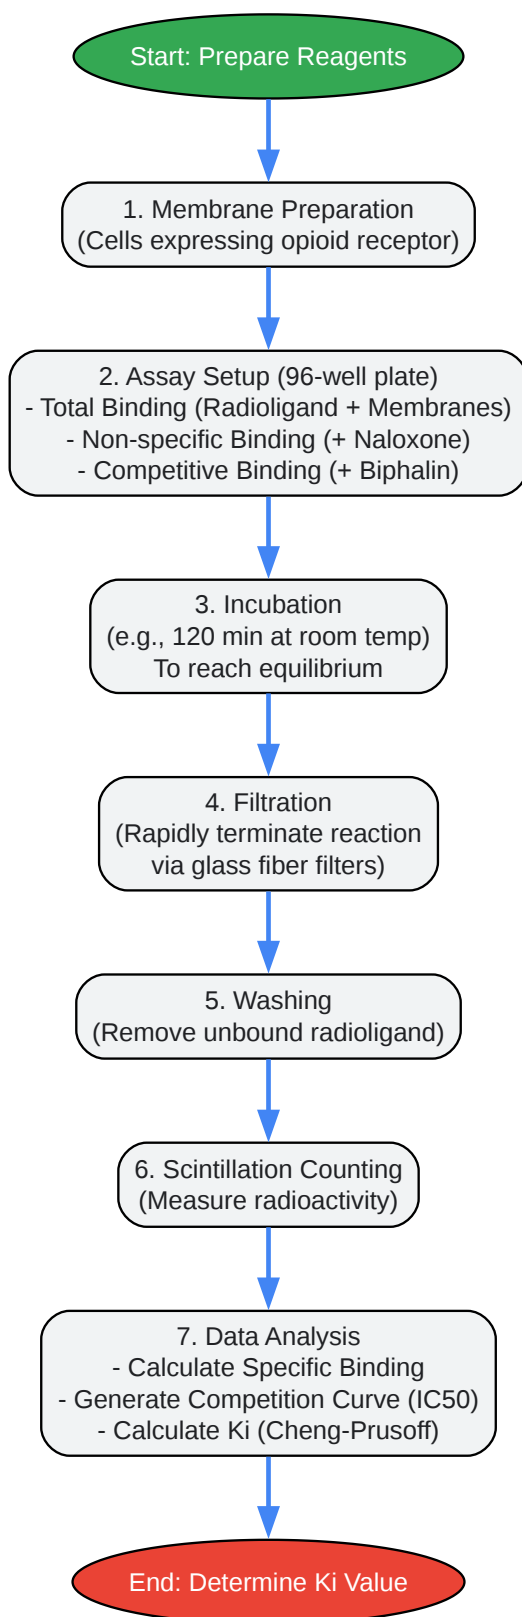 Start: Prepare Reagents
1. Membrane Preparation
(Cells expressing opioid receptor)
2. Assay Setup (96-well plate)
- Total Binding (Radioligand + Membranes)
- Non-specific Binding (+ Naloxone)
- Competitive Binding (+ Biphalin)
3. Incubation
(e.g., 120 min at room temp)
To reach equilibrium
4. Filtration
(Rapidly terminate reaction
via glass fiber filters)
5. Washing
(Remove unbound radioligand)
6. Scintillation Counting
(Measure radioactivity)
7. Data Analysis
- Calculate Specific Binding
- Generate Competition Curve (IC50)
- Calculate Ki (Cheng-Prusoff)
End: Determine Ki Value